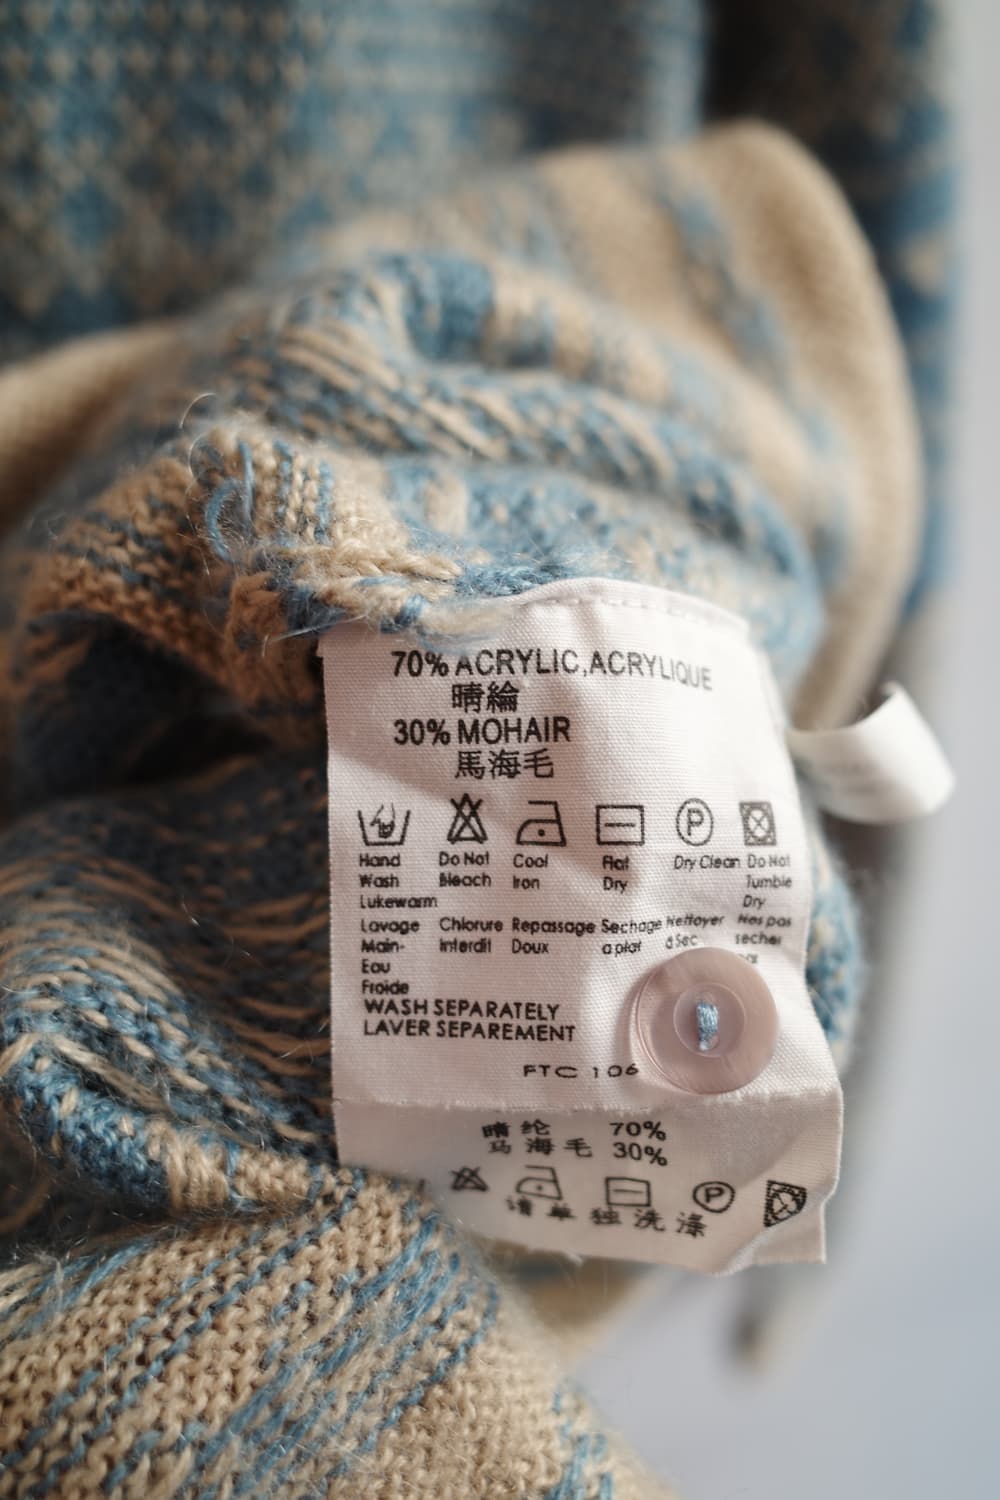 70% ACRYLIC,ACRYLIQUE
晴綸
30% MOHAIR
馬海毛
P
Hand Do Not Cool Flat Dry Clean Do Not
Wash Bleach Iron Dry Tumble
Lukewarm Dry
Lavage Chlorure Repassage Sechage Nettoyer Nes pas
Main- Interdit Doux a plat à Sec secher
Eau
Froide
WASH SEPARATELY
LAVER SEPAREMENT
FTC 106
晴纶 70%
马海毛 30%
P
请单独洗涤